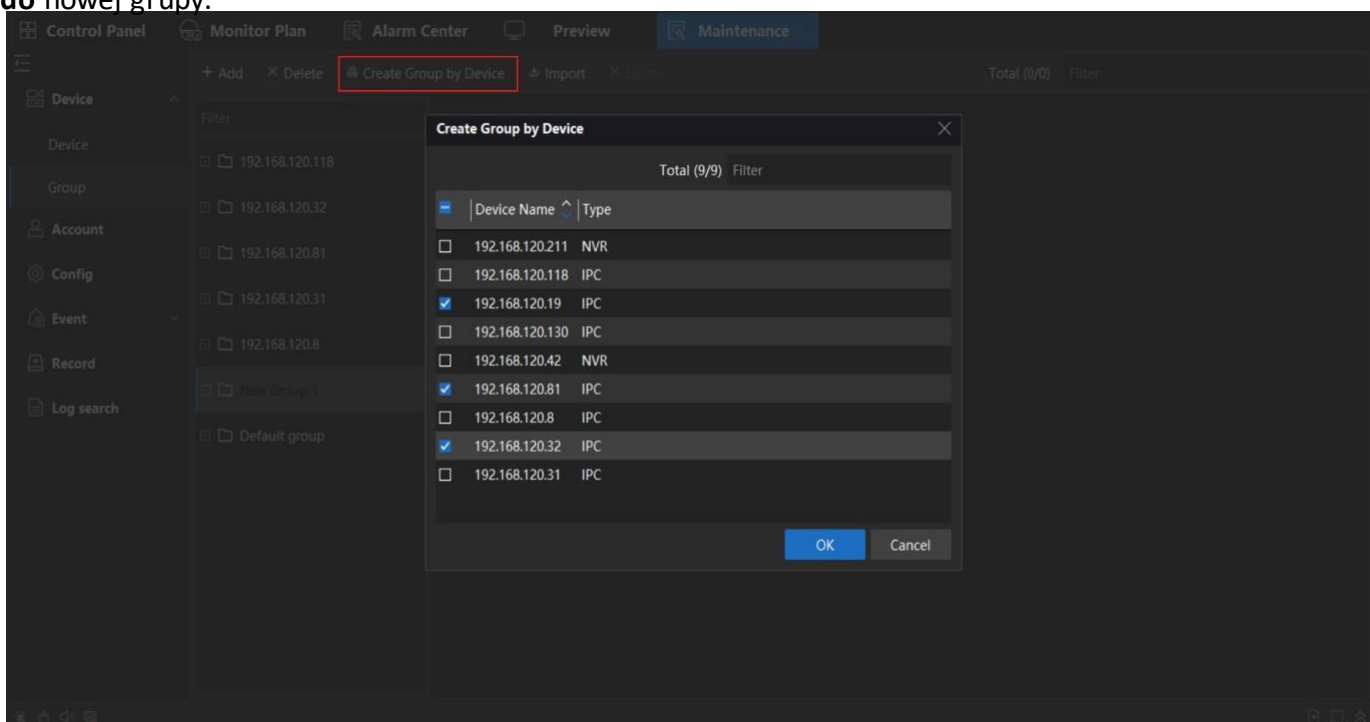 do nowej grupy.
Control Panel Monitor Plan Alarm Center Preview Maintenance
+ Add × Delete Create Group by Device Import × Delete Total (0/0) Filter
Device
Filter
Create Group by Device
Device
192.168.120.118
Total (9/9) Filter
Group
192.168.120.32
Device Name Type
Account
192.168.120.81
192.168.120.211 NVR
Config
192.168.120.118 IPC
192.168.120.31
192.168.120.19 IPC
Event
192.168.120.130 IPC
192.168.120.8
192.168.120.42 NVR
Record
New Group 1
192.168.120.81 IPC
Log search
192.168.120.8 IPC
Default group
192.168.120.32 IPC
192.168.120.31 IPC
OK Cancel